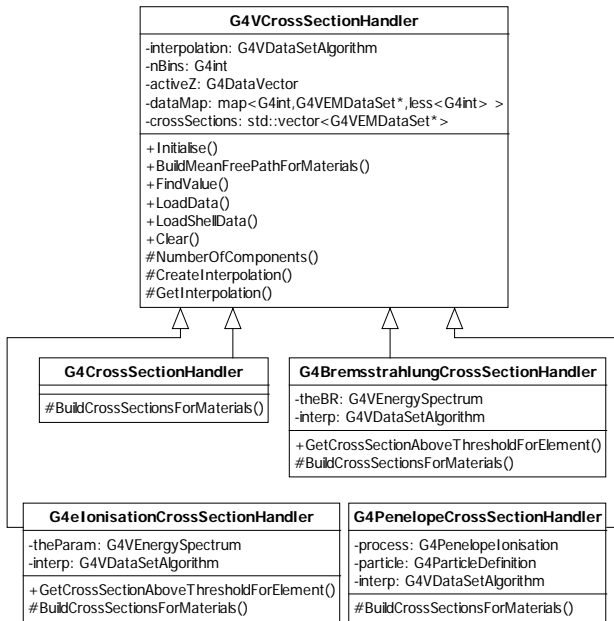 G4VCrossSectionHandler
-interpolation: G4VDataSetAlgorithm
-nBins: G4int
-activeZ: G4DataVector
-dataMap: map<G4int,G4VEMDataSet*,less<G4int> >
-crossSections: std::vector<G4VEMDataSet*>
+Initialise()
+BuildMeanFreePathForMaterials()
+FindValue()
+LoadData()
+LoadShellData()
+Clear()
#NumberOfComponents()
#CreateInterpolation()
#GetInterpolation()
G4CrossSectionHandler
#BuildCrossSectionsForMaterials()
G4BremsstrahlungCrossSectionHandler
-theBR: G4VEnergySpectrum
-interp: G4VDataSetAlgorithm
+GetCrossSectionAboveThresholdForElement()
#BuildCrossSectionsForMaterials()
G4eIonisationCrossSectionHandler
-theParam: G4VEnergySpectrum
-interp: G4VDataSetAlgorithm
+GetCrossSectionAboveThresholdForElement()
#BuildCrossSectionsForMaterials()
G4PenelopeCrossSectionHandler
-process: G4PenelopeIonisation
-particle: G4ParticleDefinition
-interp: G4VDataSetAlgorithm
#BuildCrossSectionsForMaterials()